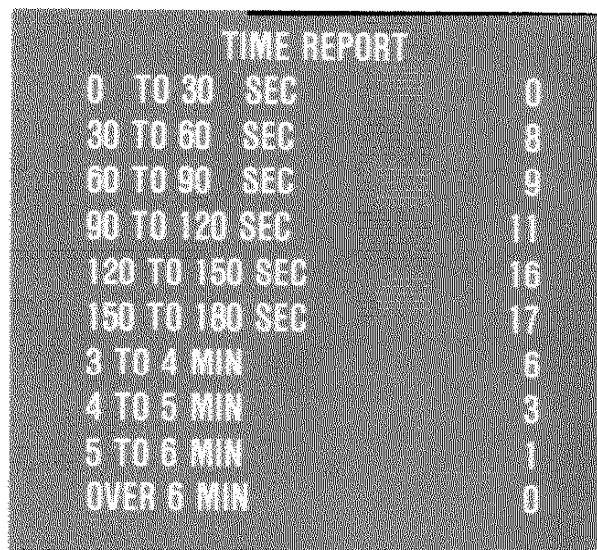 TIME REPORT
0 TO 30 SEC 0
30 TO 60 SEC 8
60 TO 90 SEC 9
90 TO 120 SEC 11
120 TO 150 SEC 16
150 TO 180 SEC 17
3 TO 4 MIN 6
4 TO 5 MIN 3
5 TO 6 MIN 1
OVER 6 MIN 0